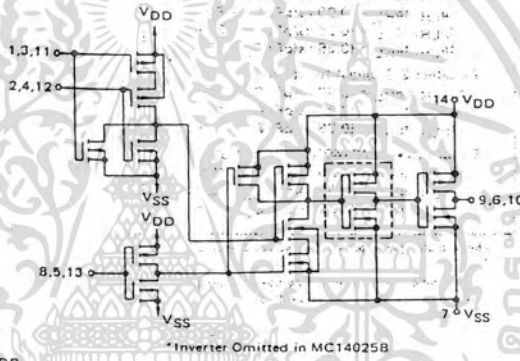 VDD
1,3,11
2,4,12
14 VDD
VSS
VDD
9,6,10
8,5,13
VSS
7 VSS
*Inverter Omitted in MC14025B